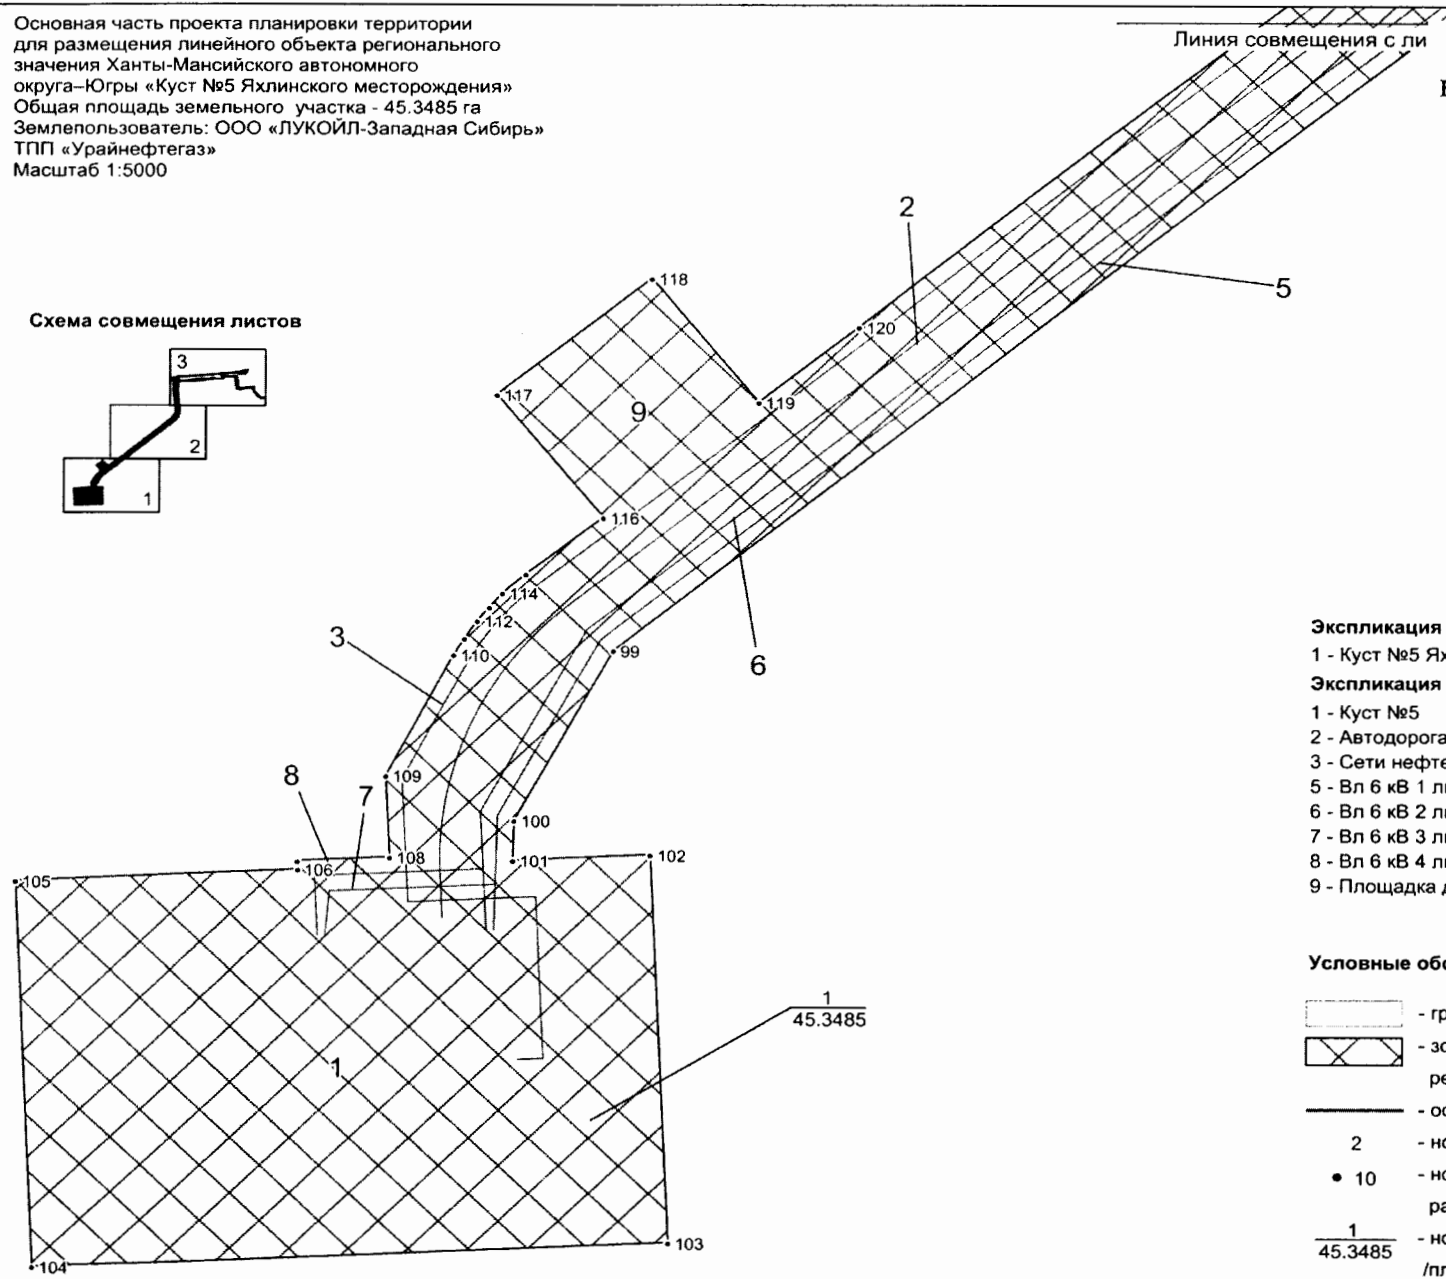 Основная часть проекта планировки территории
для размещения линейного объекта регионального
значения Ханты-Мансийского автономного
округа–Югры «Куст №5 Яхлинского месторождения»
Общая площадь земельного участка - 45.3485 га
Землепользователь: ООО «ЛУКОЙЛ-Западная Сибирь»
ТПП «Урайнефтегаз»
Масштаб 1:5000
Линия совмещения с ли
2
5
118
120
Схема совмещения листов
3
2
1
117
9
119
116
114
112
110
3
99
6
109
8
7
100
108
101
102
106
105
1
1
45.3485
103
104
Экспликация
1 - Куст №5 Ях
Экспликация
1 - Куст №5
2 - Автодорога
3 - Сети нефте
5 - Вл 6 кВ 1 ли
6 - Вл 6 кВ 2 ли
7 - Вл 6 кВ 3 ли
8 - Вл 6 кВ 4 ли
9 - Площадка д
Условные обо
- гр
- зо
ре
- ос
2 - но
10 - но
ра
1 - но
45.3485
/пл